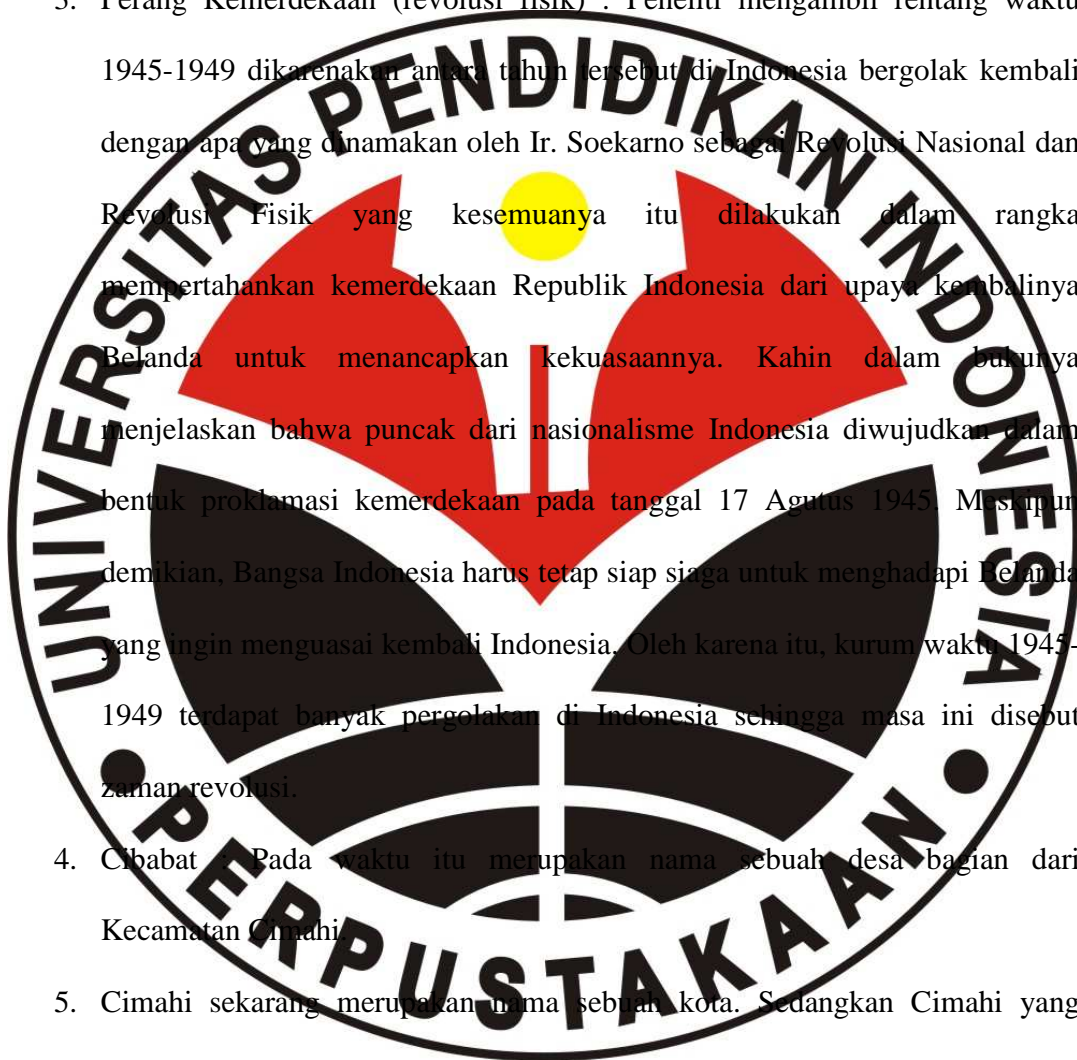 3. Perang Kemerdekaan (revolusi fisik) : Peneliti mengambil rentang waktu
1945-1949 dikarenakan antara tahun tersebut di Indonesia bergolak kembali
dengan apa yang dinamakan oleh Ir. Soekarno sebagai Revolusi Nasional dan
Revolusi Fisik yang kesemuanya itu dilakukan dalam rangka
mempertahankan kemerdekaan Republik Indonesia dari upaya kembalinya
Belanda untuk menancapkan kekuasaannya. Kahin dalam bukunya
menjelaskan bahwa puncak dari nasionalisme Indonesia diwujudkan dalam
bentuk proklamasi kemerdekaan pada tanggal 17 Agutus 1945. Meskipun
demikian, Bangsa Indonesia harus tetap siap siaga untuk menghadapi Belanda
yang ingin menguasai kembali Indonesia. Oleh karena itu, kurum waktu 1945-
1949 terdapat banyak pergolakan di Indonesia sehingga masa ini disebut
zaman revolusi.
4. Cibabat : Pada waktu itu merupakan nama sebuah desa bagian dari
Kecamatan Cimahi.
5. Cimahi sekarang merupakan nama sebuah kota. Sedangkan Cimahi yang
UNIVERSITAS PENDIDIKAN INDONESIA
PERPUSTAKAAN